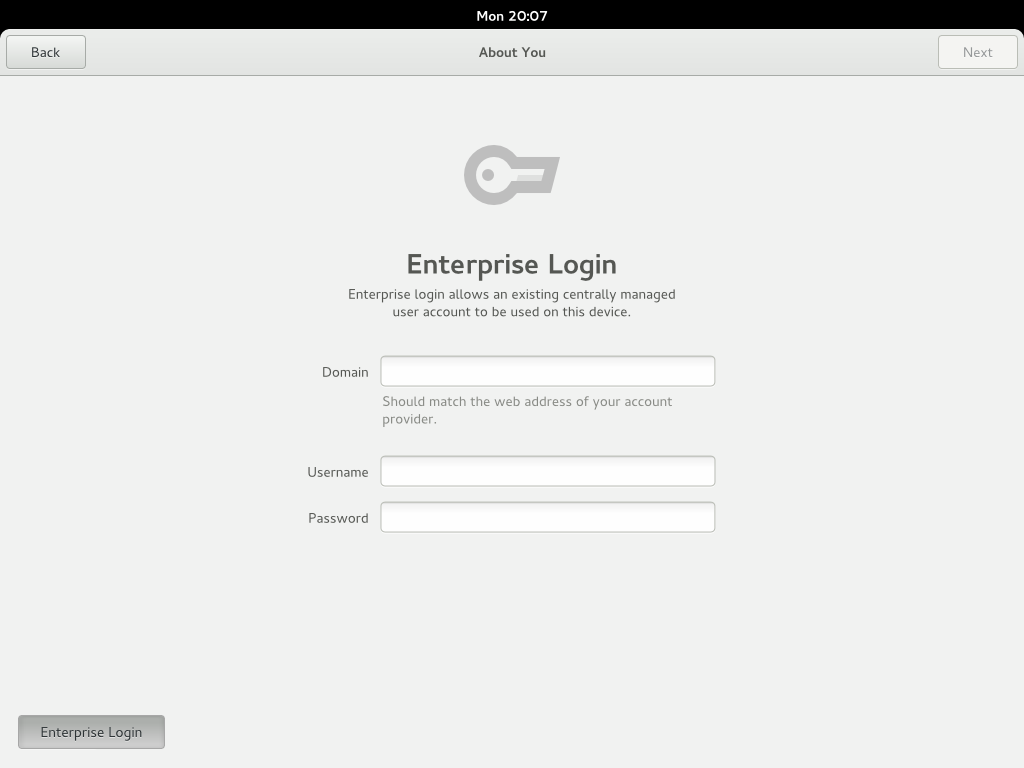 Mon 20:07
Back
About You
Next
Enterprise Login
Enterprise login allows an existing centrally managed
user account to be used on this device.
Domain
Should match the web address of your account
provider.
Username
Password
Enterprise Login